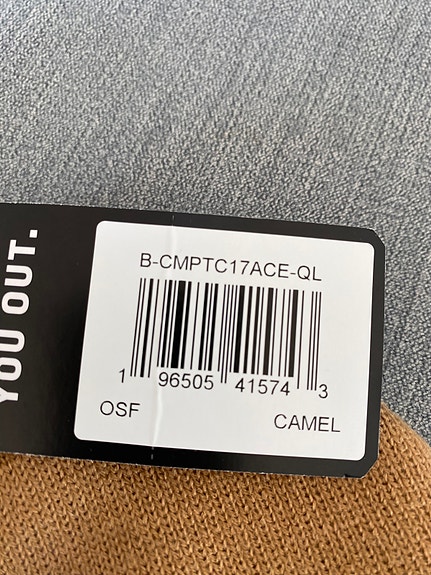 YOU OUT.
B-CMPTC17ACE-QL
1 96505 41574 3
OSF CAMEL